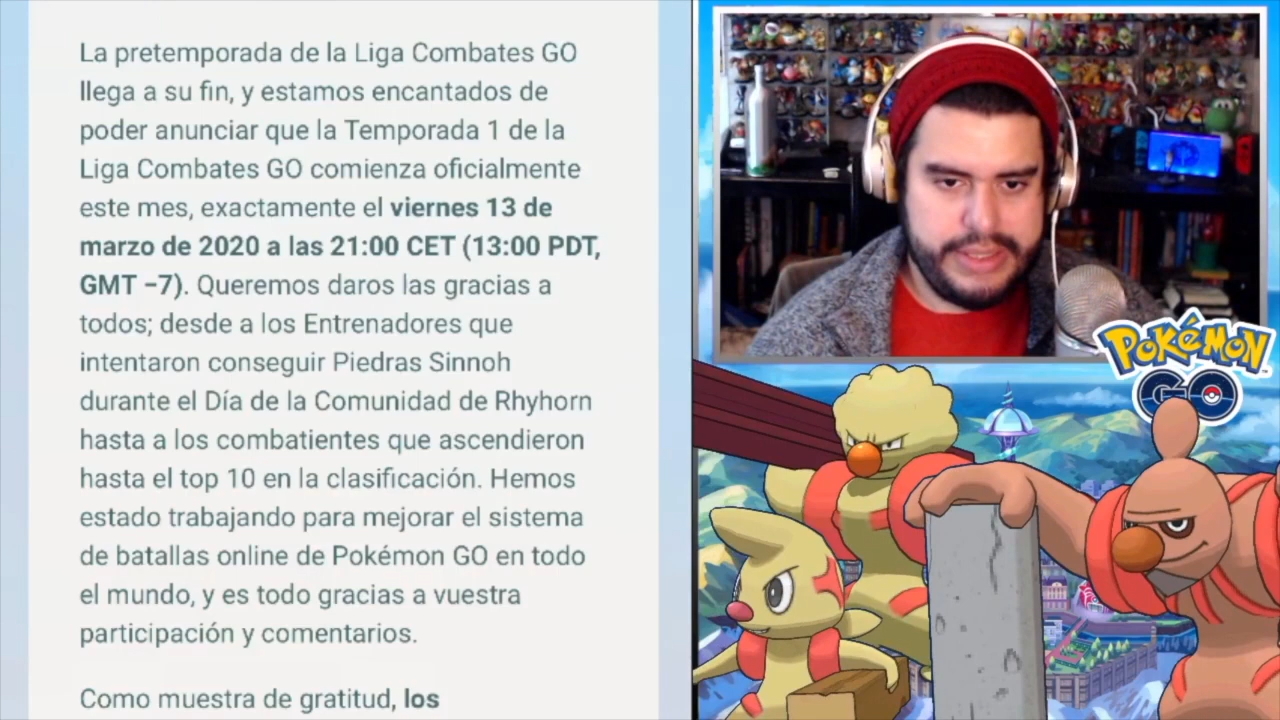 La pretemporada de la Liga Combates GO
llega a su fin, y estamos encantados de
poder anunciar que la Temporada 1 de la
Liga Combates GO comienza oficialmente
este mes, exactamente el viernes 13 de
marzo de 2020 a las 21:00 CET (13:00 PDT,
GMT −7). Queremos daros las gracias a
todos; desde a los Entrenadores que
intentaron conseguir Piedras Sinnoh
durante el Día de la Comunidad de Rhyhorn
hasta a los combatientes que ascendieron
hasta el top 10 en la clasificación. Hemos
estado trabajando para mejorar el sistema
de batallas online de Pokémon GO en todo
el mundo, y es todo gracias a vuestra
participación y comentarios.
Como muestra de gratitud, los
POKéMON
GO